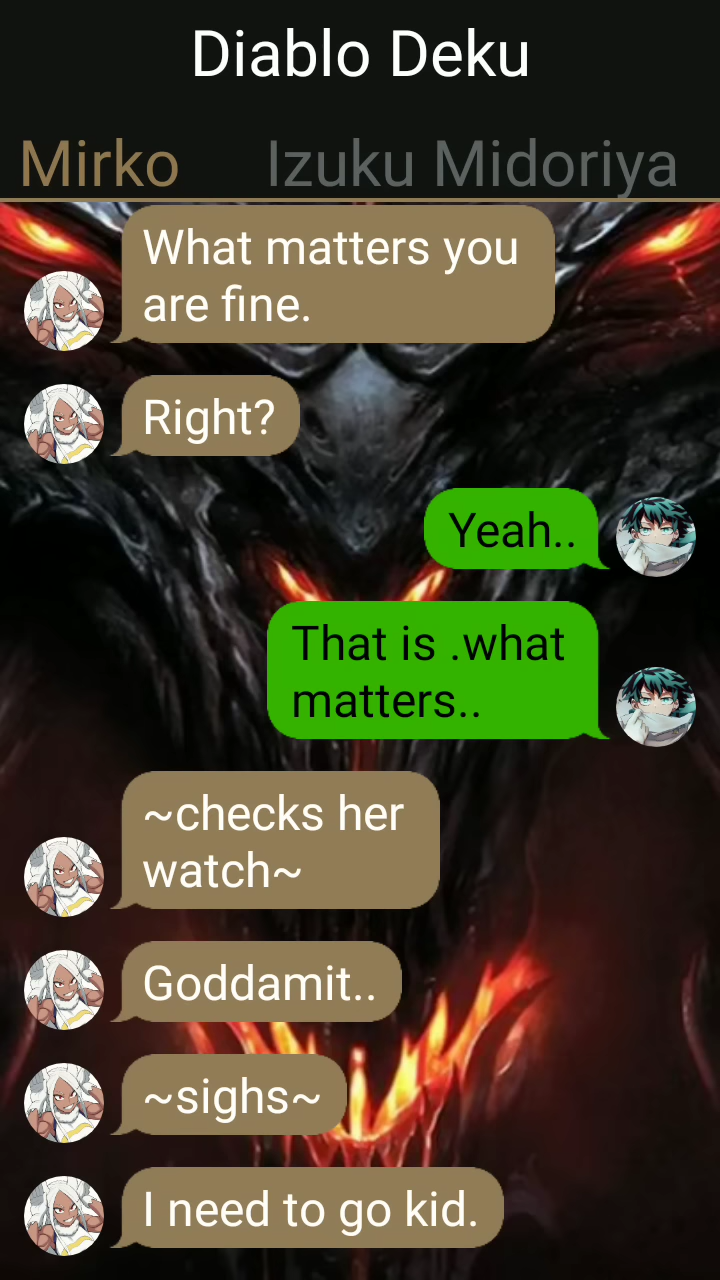 Diablo Deku
Mirko Izuku Midoriya
What matters you
are fine.
Right?
Yeah..
That is .what
matters..
~checks her
watch~
Goddamit..
~sighs~
I need to go kid.